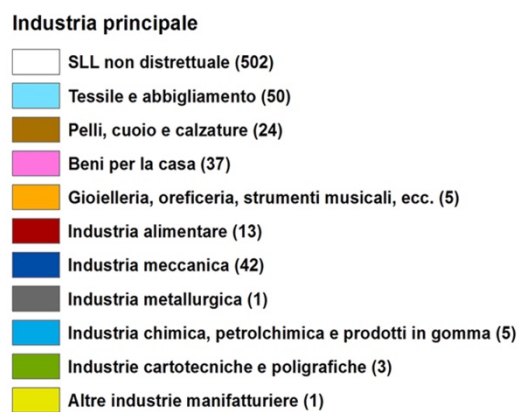 Industria principale
SLL non distrettuale (502)
Tessile e abbigliamento (50)
Pelli, cuoio e calzature (24)
Beni per la casa (37)
Gioielleria, oreficeria, strumenti musicali, ecc. (5)
Industria alimentare (13)
Industria meccanica (42)
Industria metallurgica (1)
Industria chimica, petrolchimica e prodotti in gomma (5)
Industrie cartotecniche e poligrafiche (3)
Altre industrie manifatturiere (1)